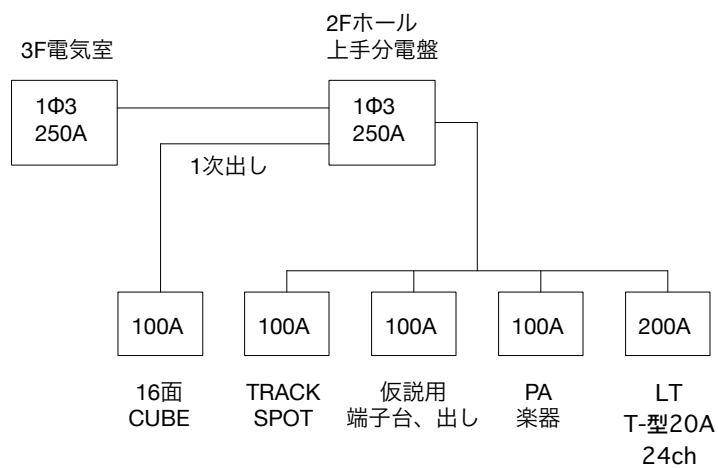 3F電気室
2Fホール
上手分電盤
1Φ3
250A
1Φ3
250A
1次出し
100A
100A
100A
100A
200A
16面
CUBE
TRACK
SPOT
仮説用
端子台、出し
PA
楽器
LT
T-型20A
24ch